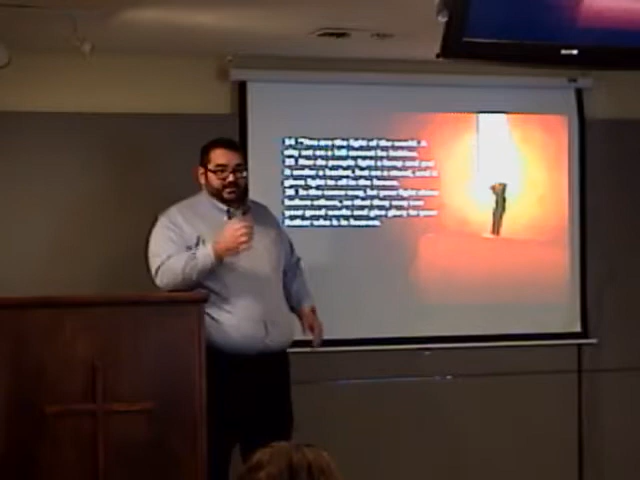 14 "You are the light of the world. A
city set on a hill cannot be hidden.
15 Nor do people light a lamp and put
it under a basket, but on a stand, and it
gives light to all in the house.
16 In the same way, let your light shine
before others, so that they may see
your good works and give glory to your
Father who is in heaven.